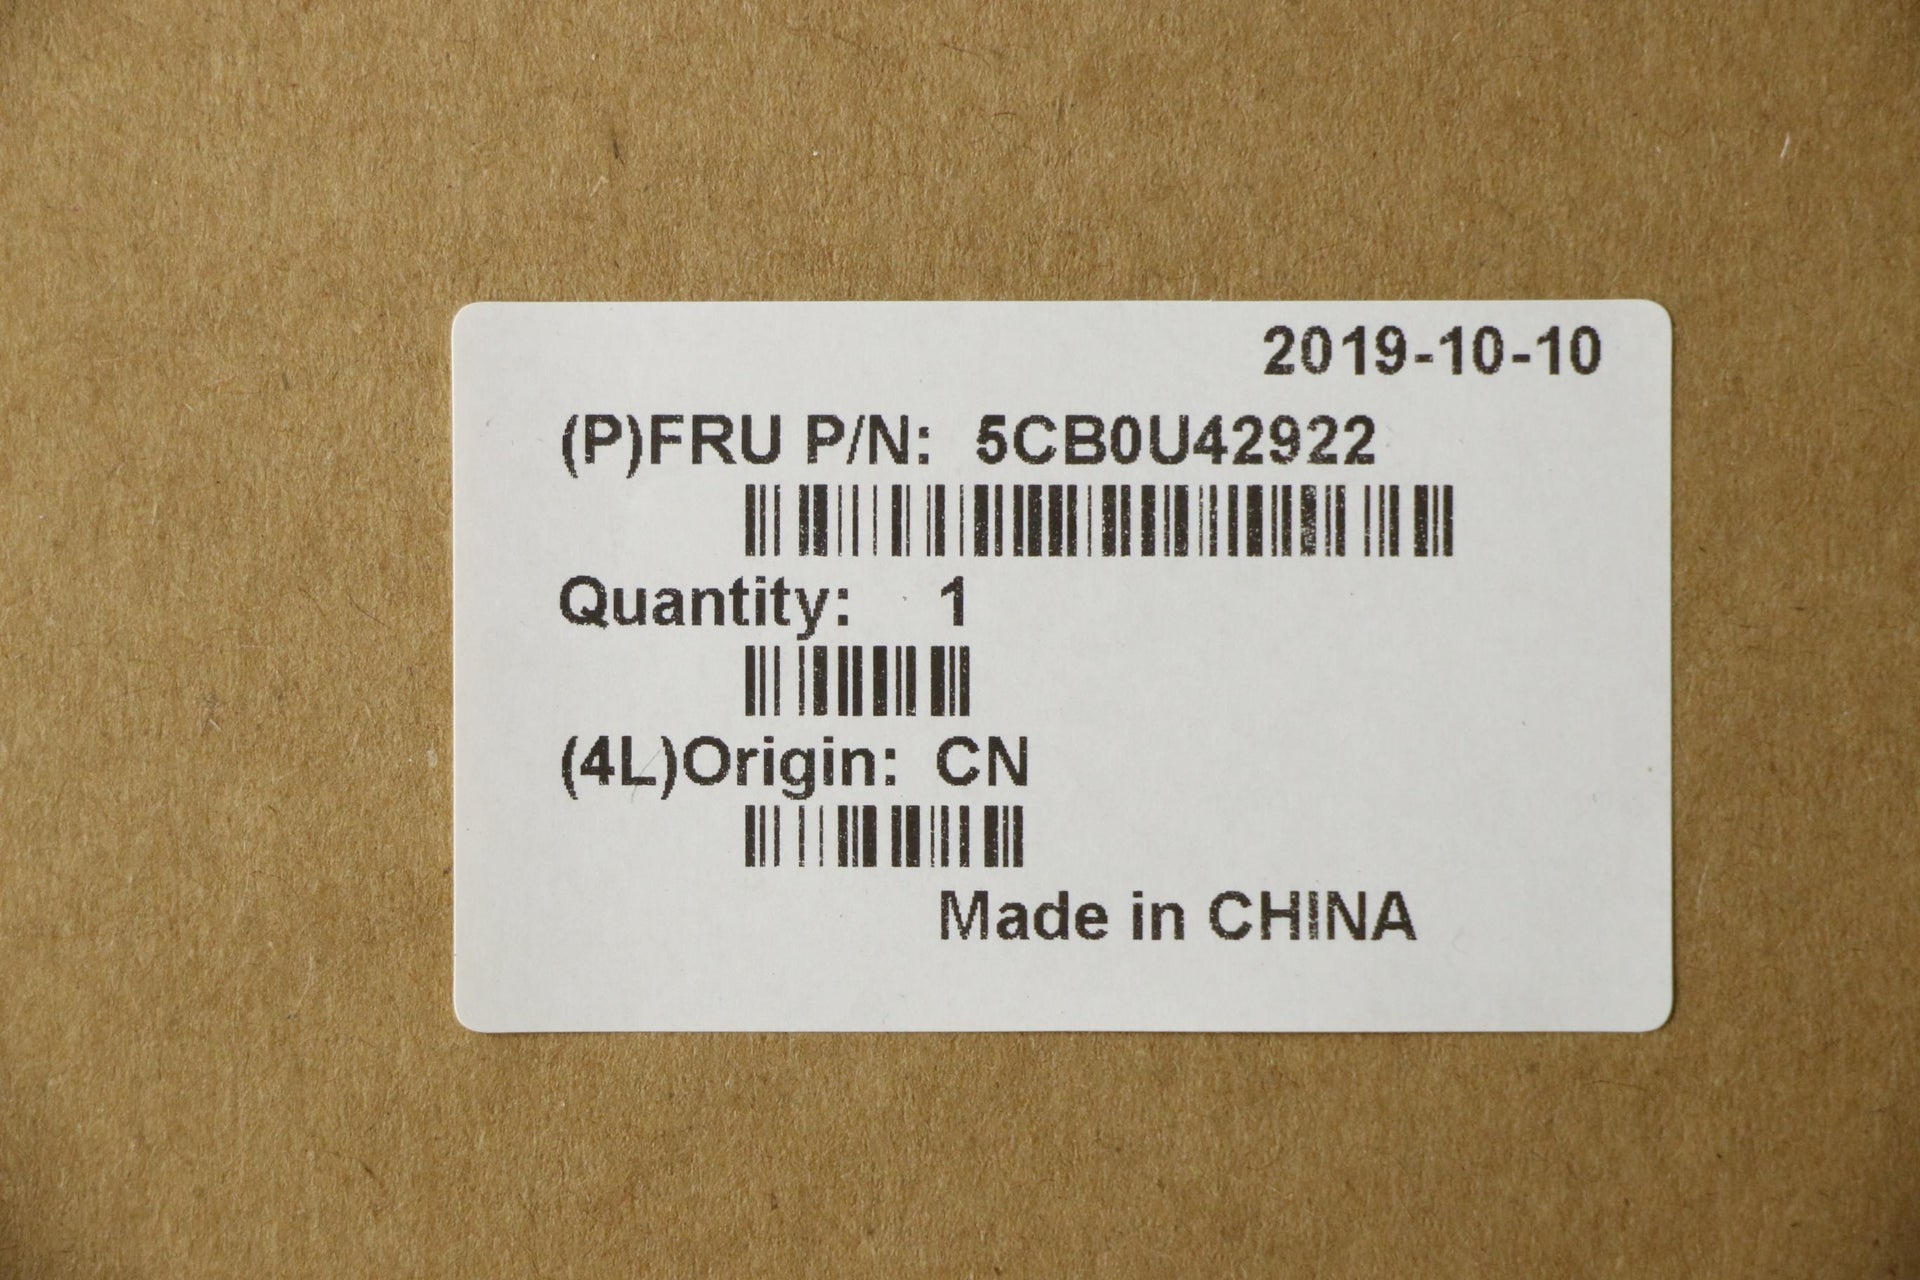 2019-10-10
(P)FRU P/N: 5CB0U42922
Quantity: 1
(4L)Origin: CN
Made in CHINA